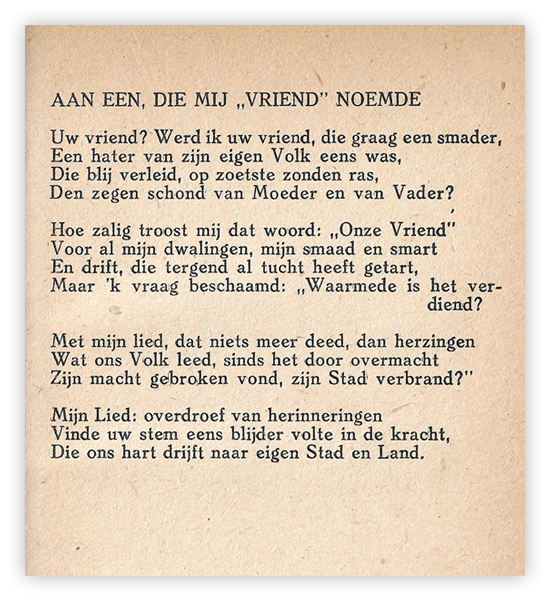 AAN EEN, DIE MIJ „VRIEND” NOEMDE
Uw vriend? Werd ik uw vriend, die graag een smader,
Een hater van zijn eigen Volk eens was,
Die blij verleid, op zoetste zonden ras,
Den zegen schond van Moeder en van Vader?
Hoe zalig troost mij dat woord: „Onze Vriend”
Voor al mijn dwalingen, mijn smaad en smart
En drift, die tergend al tucht heeft getart,
Maar 'k vraag beschaamd: „Waarmede is het ver-
diend?
Met mijn lied, dat niets meer deed, dan herzingen
Wat ons Volk leed, sinds het door overmacht
Zijn macht gebroken vond, zijn Stad verbrand?”
Mijn Lied: overdroef van herinneringen
Vinde uw stem eens blijder volte in de kracht,
Die ons hart drijft naar eigen Stad en Land.